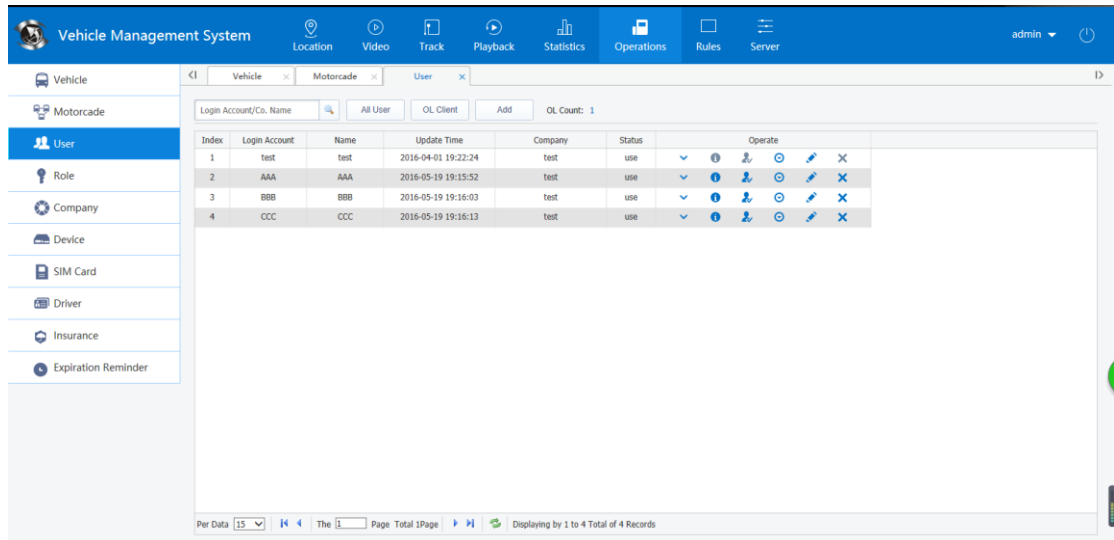 Vehicle Management System
Location Video Track Playback Statistics Operations Rules Server
admin
Vehicle
Motorcade
User
Role
Company
Device
SIM Card
Driver
Insurance
Expiration Reminder
Vehicle Motorcade User
Login Account/Co. Name All User OL Client Add OL Count: 1
Index Login Account Name Update Time Company Status Operate
1 test test 2016-04-01 19:22:24 test use
2 AAA AAA 2016-05-19 19:15:52 test use
3 BBB BBB 2016-05-19 19:16:03 test use
4 CCC CCC 2016-05-19 19:16:13 test use
Per Data 15 The 1 Page Total 1Page Displaying by 1 to 4 Total of 4 Records